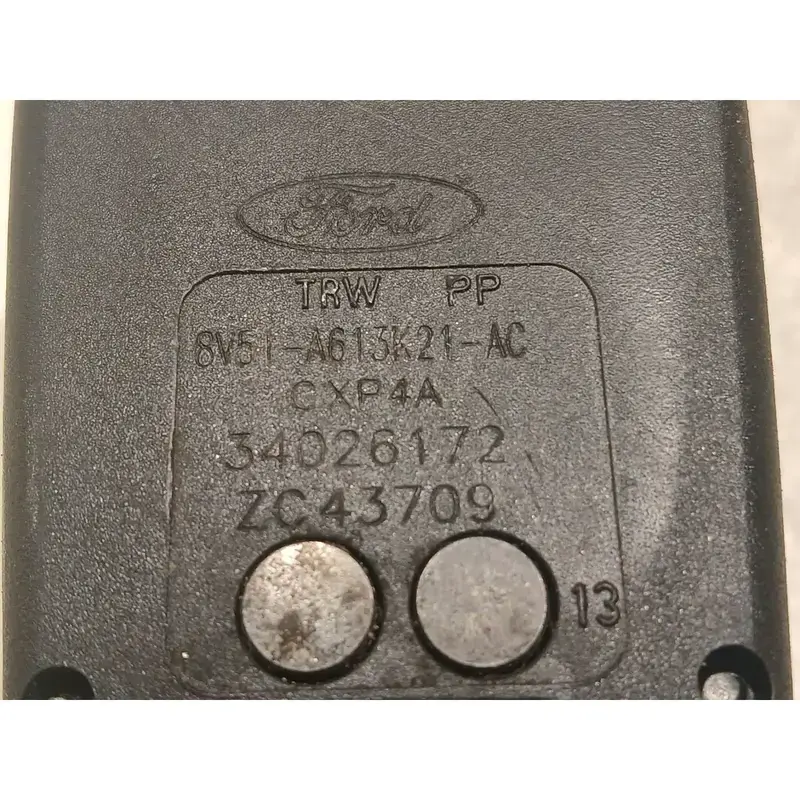 Ford
TRW PP
8V51-A613K21-AC
CXP4A
34026172
ZC43709
13